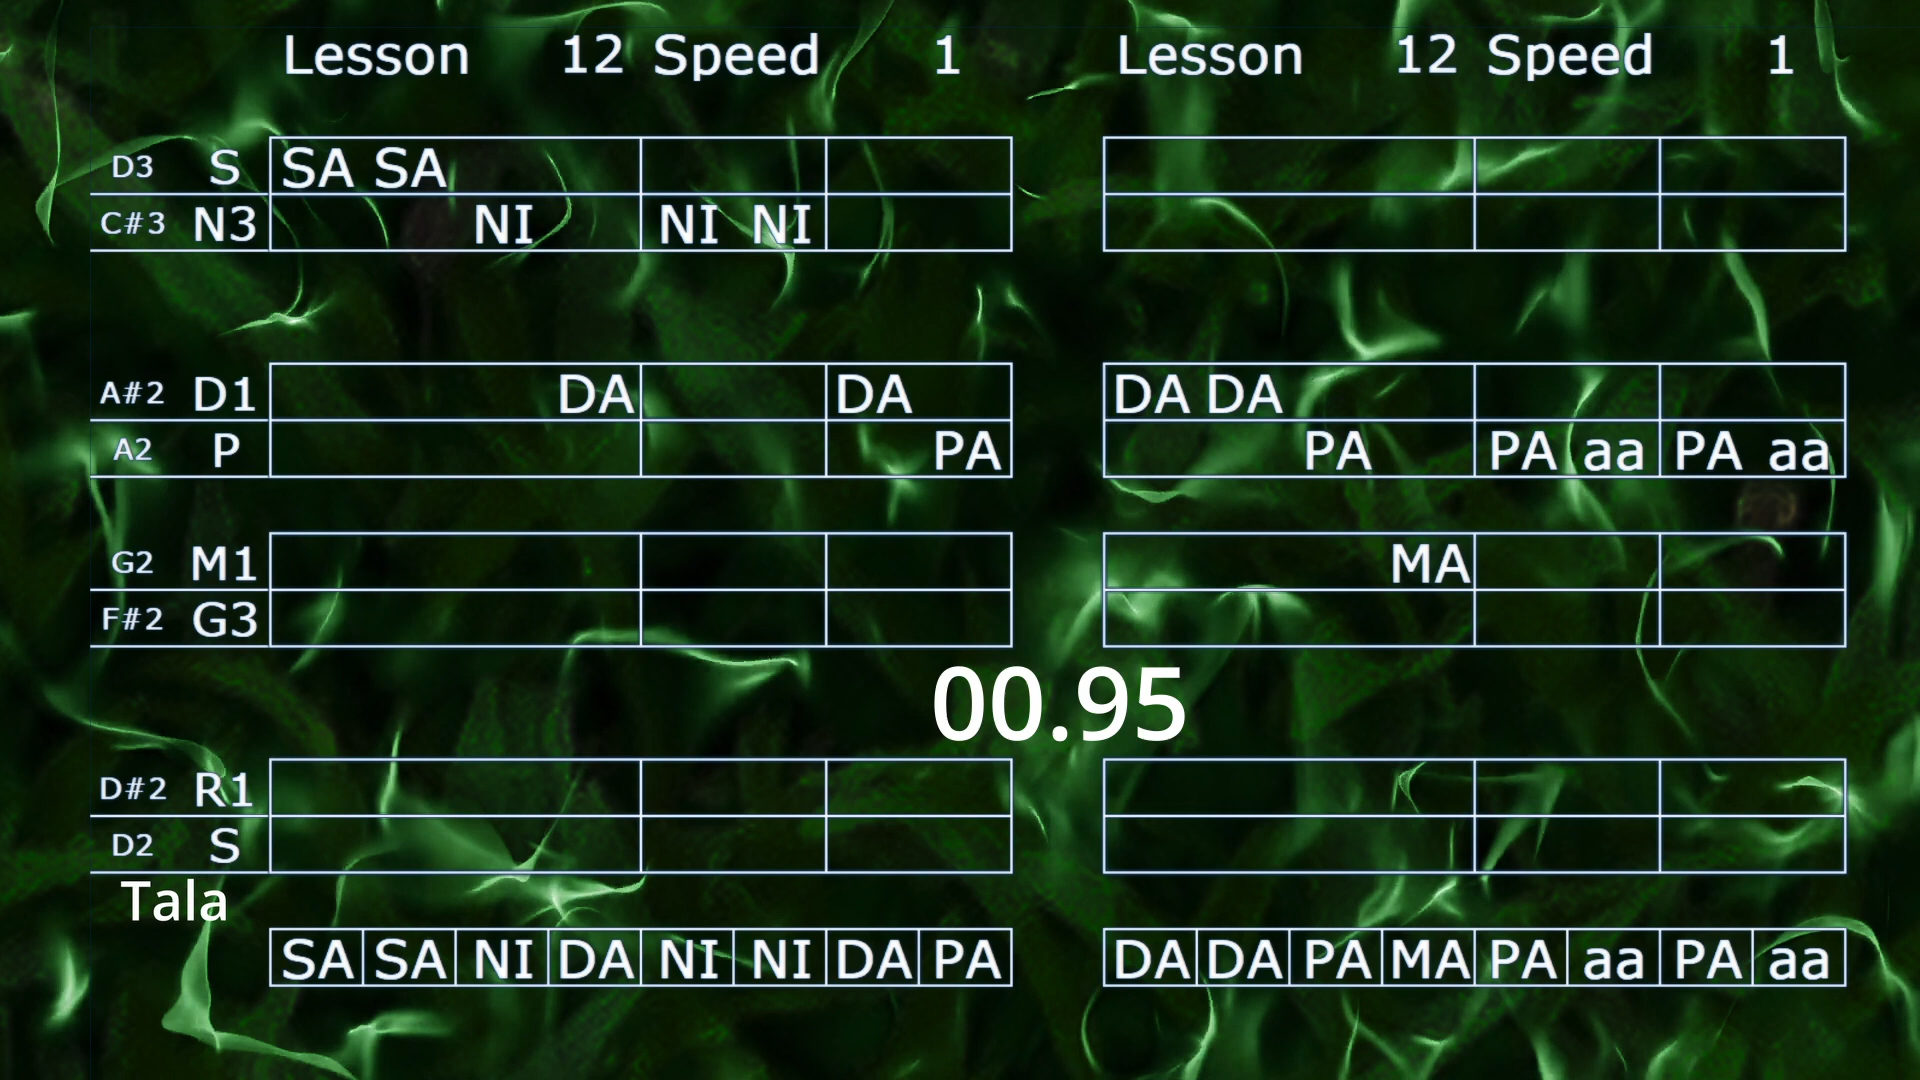 Lesson 12 Speed 1 Lesson 12 Speed 1
D3 S SA SA
C#3 N3 NI NI NI
A#2 D1 DA DA DA DA
A2 P PA PA PA aa PA aa
G2 M1 MA
F#2 G3
00.95
D#2 R1
D2 S
Tala
SA SA NI DA NI NI DA PA DA DA PA MA PA aa PA aa